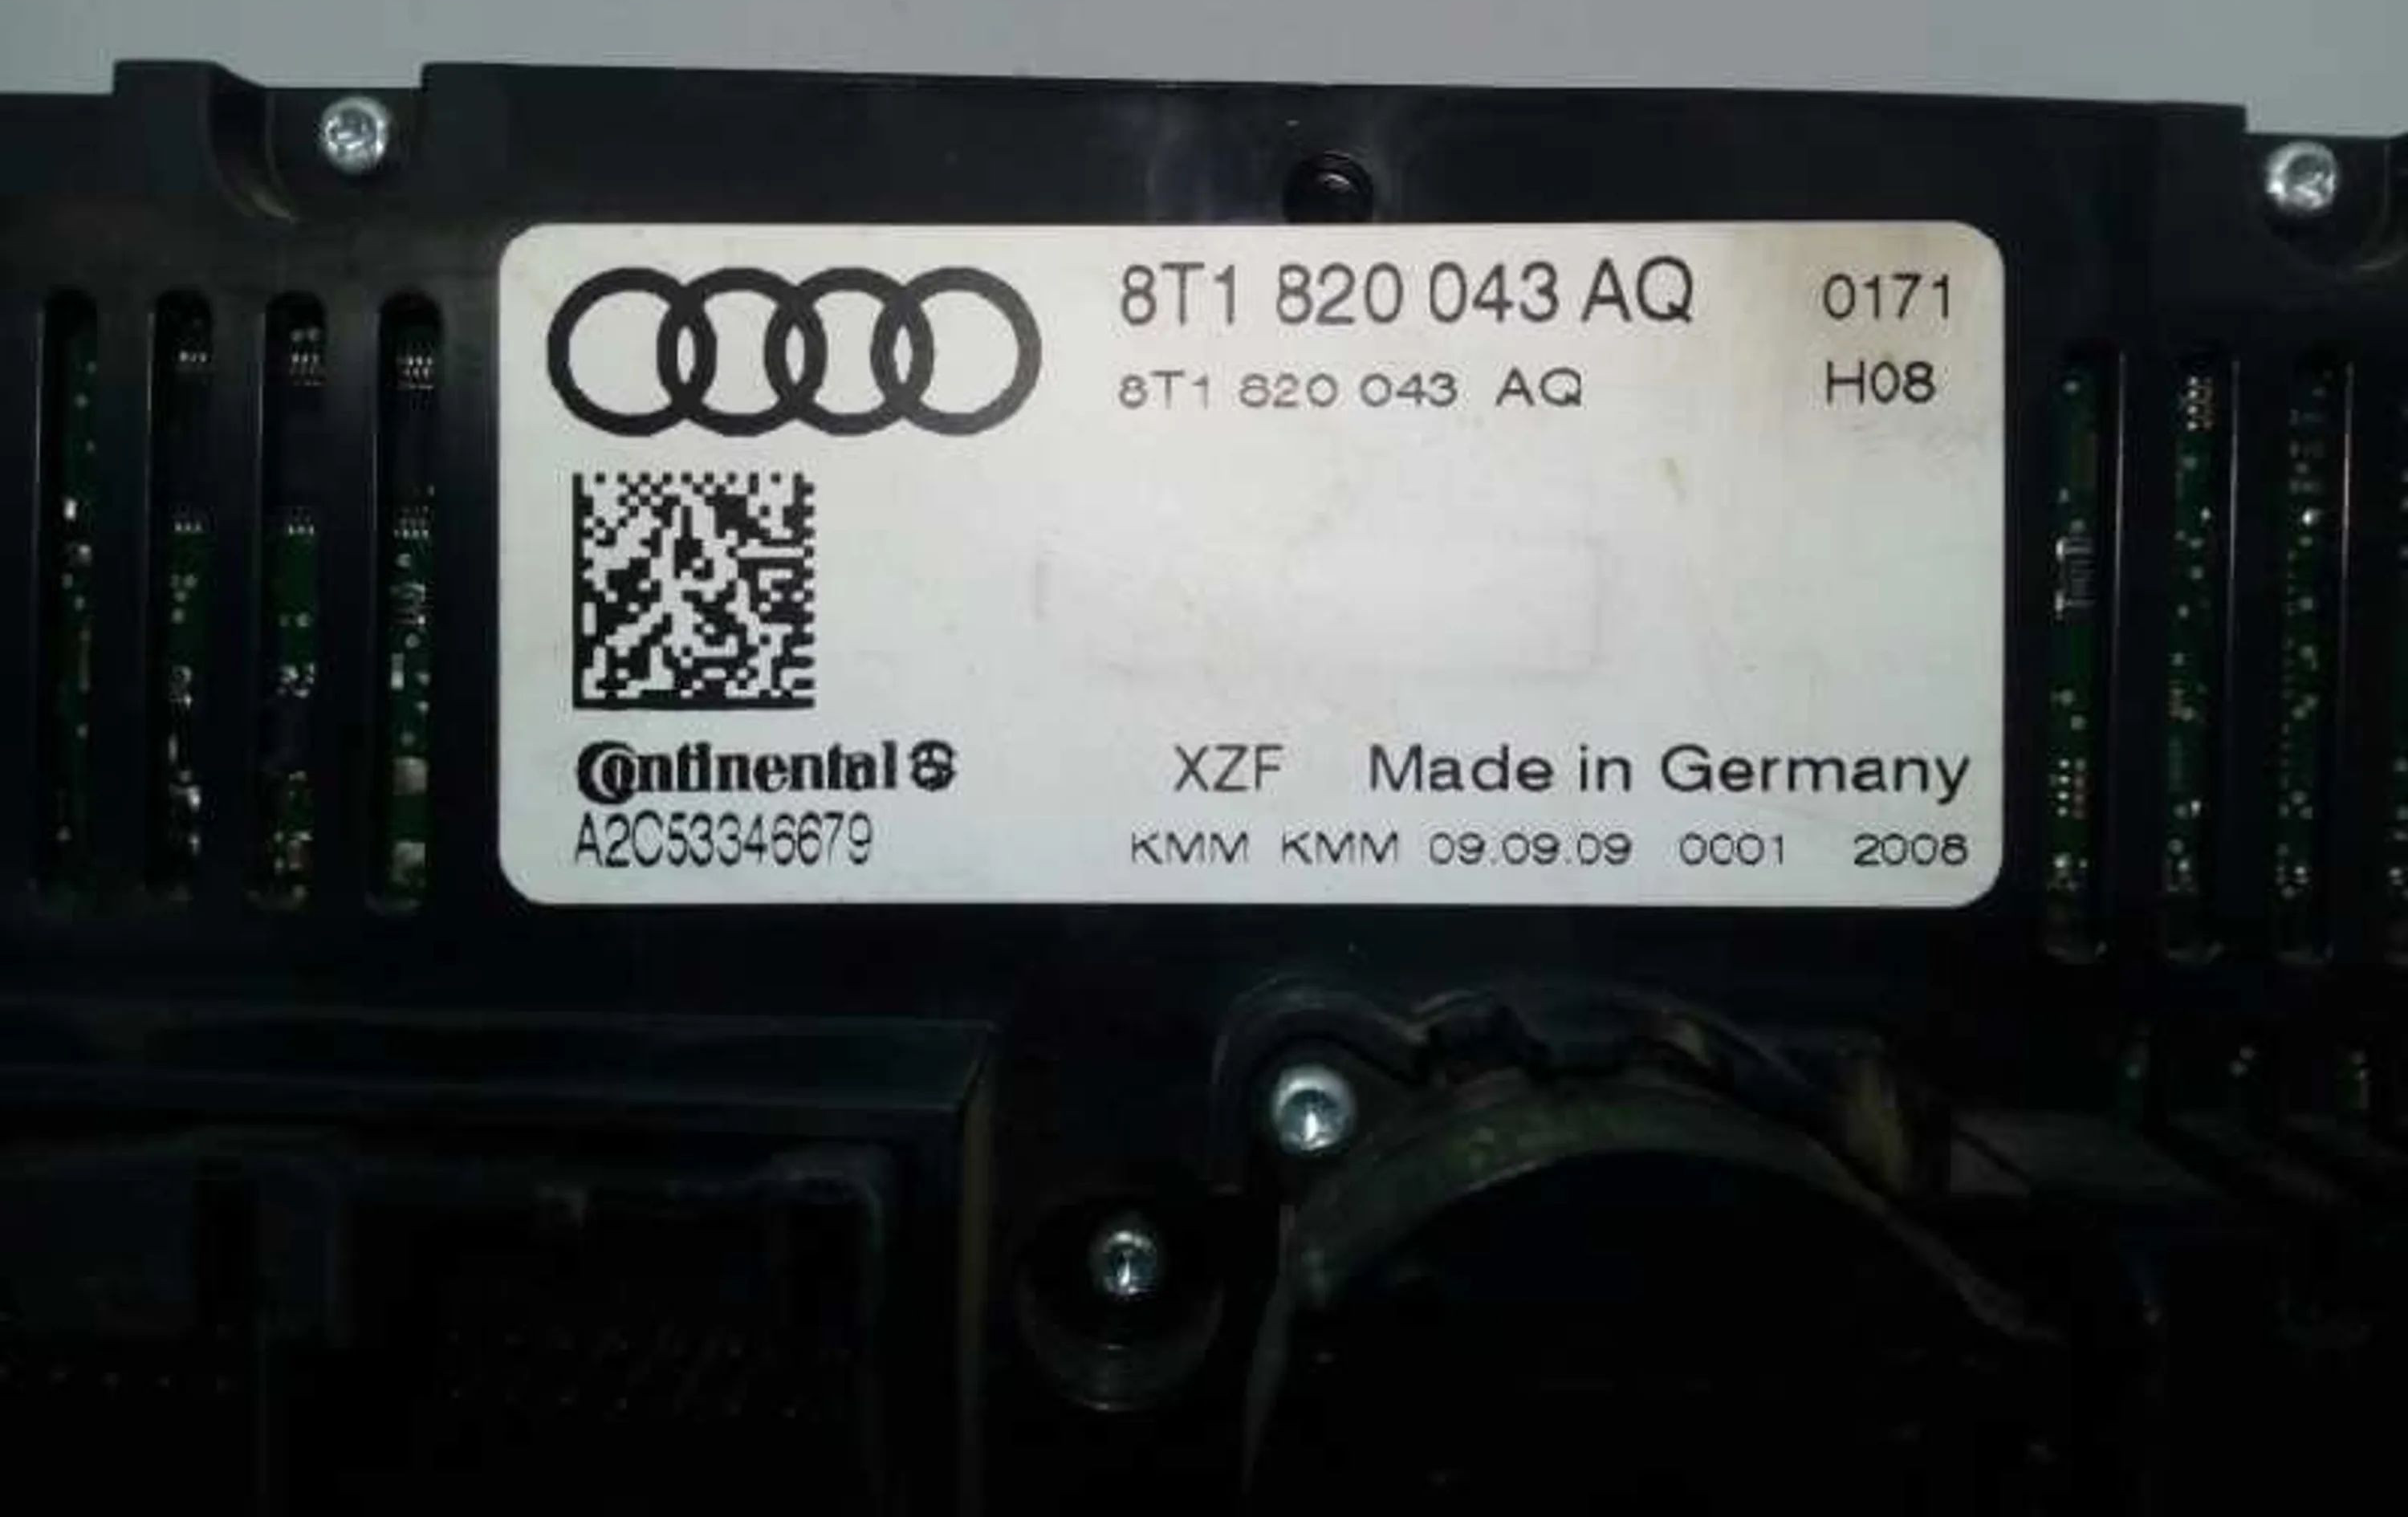 8T1 820 043 AQ 0171
8T1 820 043 AQ H08
Continental
XZF Made in Germany
A2C53346679
KMM KMM 09.09.09 0001 2008